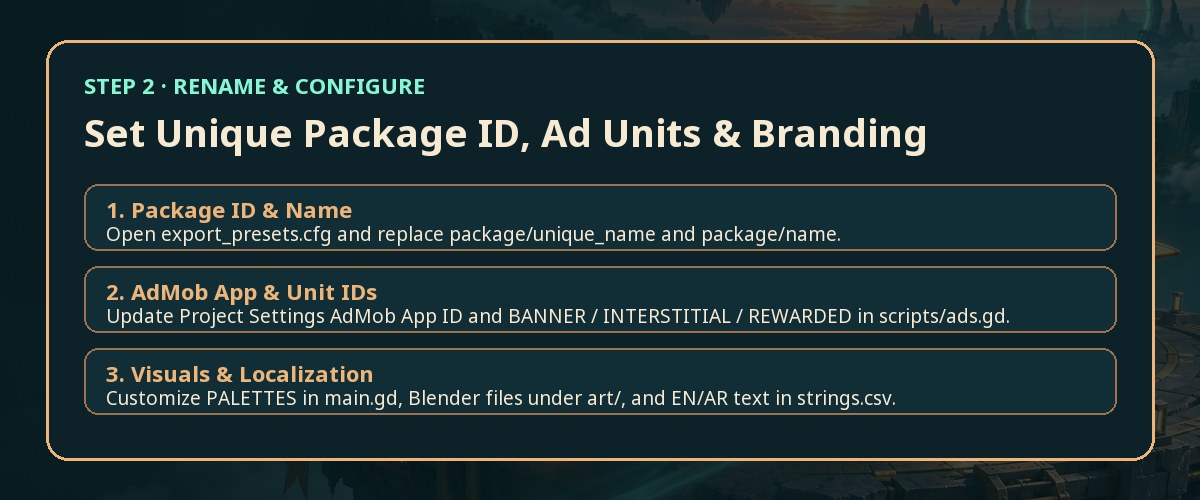 STEP 2 · RENAME & CONFIGURE
Set Unique Package ID, Ad Units & Branding
1. Package ID & Name
Open export_presets.cfg and replace package/unique_name and package/name.
2. AdMob App & Unit IDs
Update Project Settings AdMob App ID and BANNER / INTERSTITIAL / REWARDED in scripts/ads.gd.
3. Visuals & Localization
Customize PALETTES in main.gd, Blender files under art/, and EN/AR text in strings.csv.